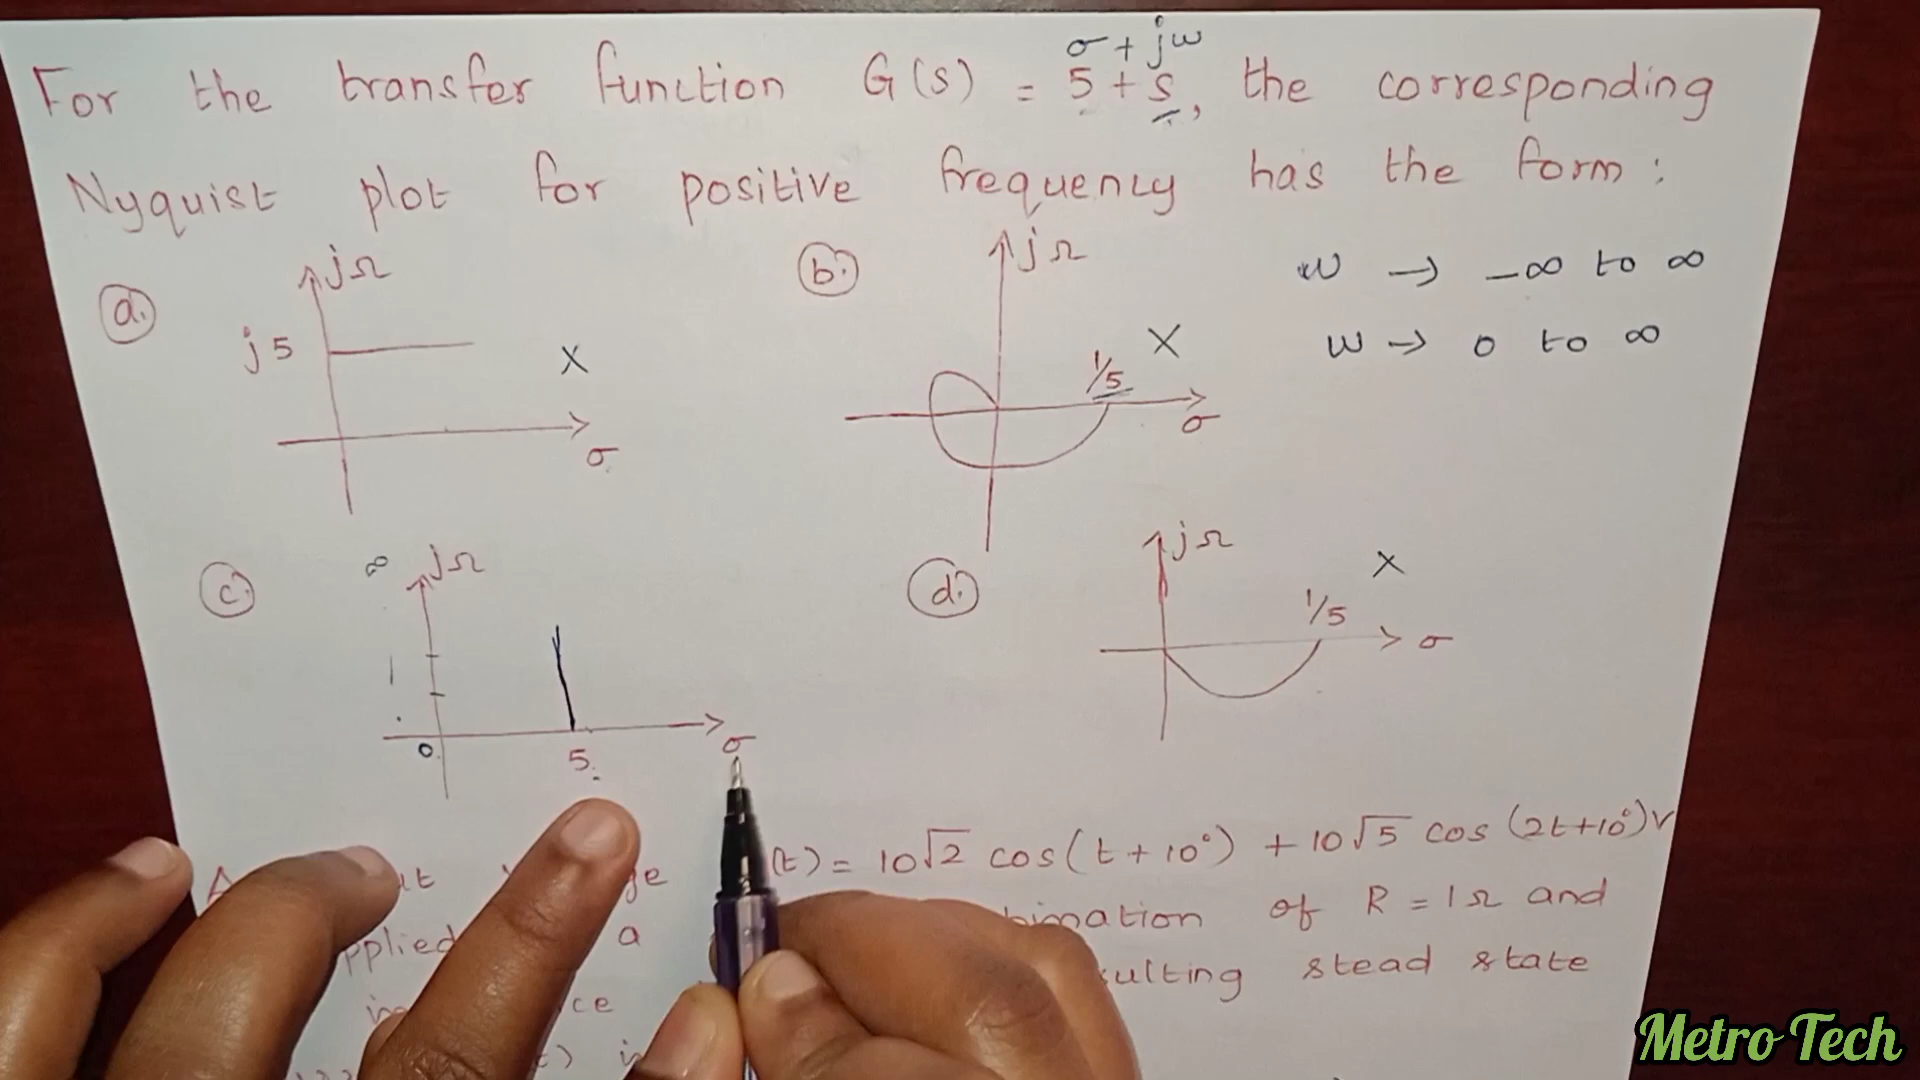 σ + jω
For the transfer function G(s) = 5 + s, the corresponding
Nyquist plot for positive frequency has the form :
a.
jΩ
j5
X
σ
b.
jΩ
X
1/5
σ
ω → -∞ to ∞
ω → 0 to ∞
c.
∞
jΩ
1
0
5
σ
d.
jΩ
X
1/5
σ
(t) = 10√2 cos(t + 10°) + 10√5 cos(2t+10°)V
a of R = 1Ω and
stead state
Metro Tech